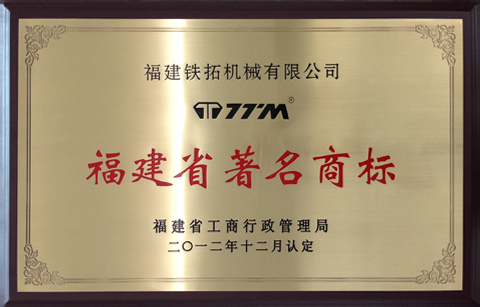 福建铁拓机械有限公司
TTM®
福建省著名商标
福建省工商行政管理局
二〇一二年十二月认定